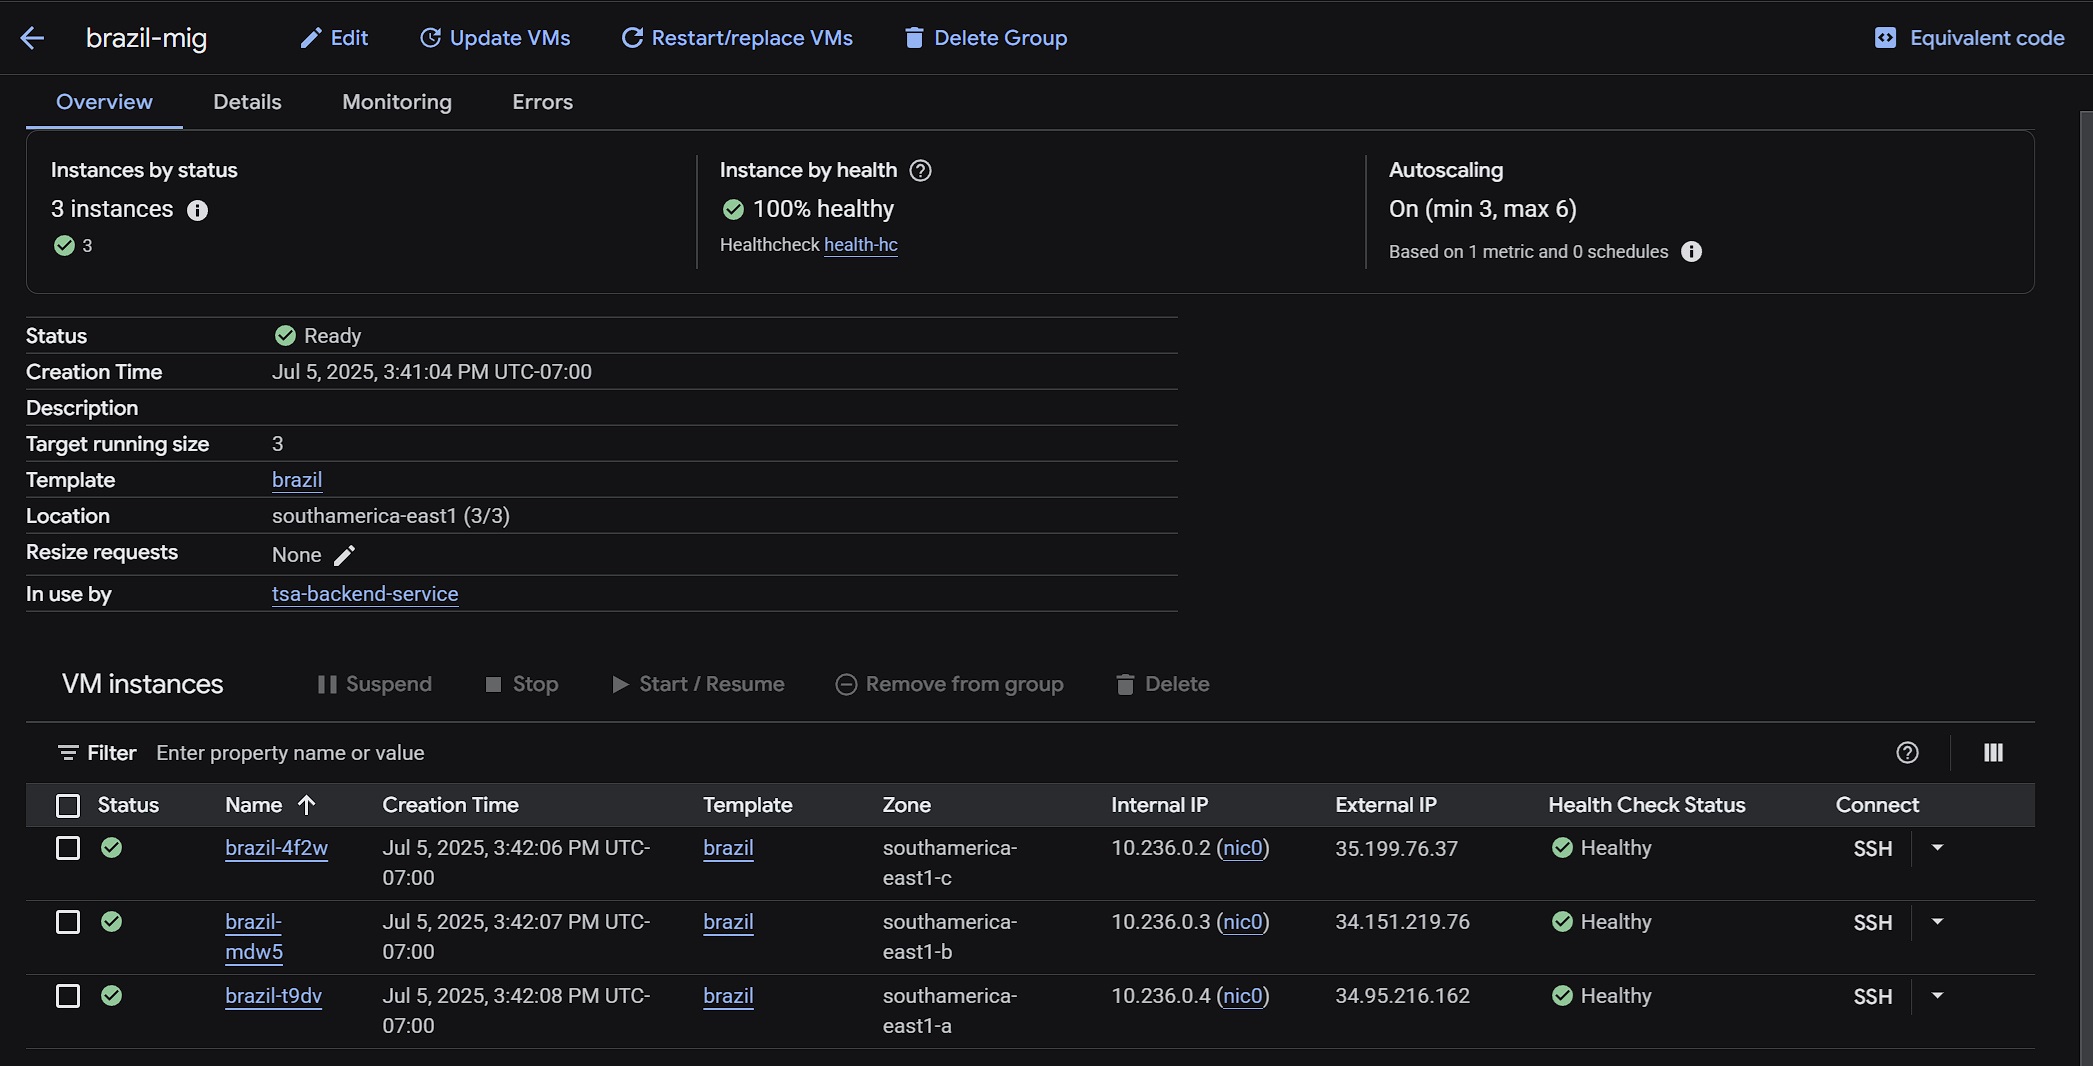 brazil-mig Edit Update VMs Restart/replace VMs Delete Group Equivalent code
Overview Details Monitoring Errors
Instances by status
3 instances
3
Instance by health
100% healthy
Healthcheck health-hc
Autoscaling
On (min 3, max 6)
Based on 1 metric and 0 schedules
Status Ready
Creation Time Jul 5, 2025, 3:41:04 PM UTC-07:00
Description
Target running size 3
Template brazil
Location southamerica-east1 (3/3)
Resize requests None
In use by tsa-backend-service
VM instances Suspend Stop Start / Resume Remove from group Delete
Filter Enter property name or value
Status Name Creation Time Template Zone Internal IP External IP Health Check Status Connect
brazil-4f2w Jul 5, 2025, 3:42:06 PM UTC- brazil southamerica- 10.236.0.2 (nic0) 35.199.76.37 Healthy SSH
07:00 east1-c
brazil- Jul 5, 2025, 3:42:07 PM UTC- brazil southamerica- 10.236.0.3 (nic0) 34.151.219.76 Healthy SSH
mdw5 07:00 east1-b
brazil-t9dv Jul 5, 2025, 3:42:08 PM UTC- brazil southamerica- 10.236.0.4 (nic0) 34.95.216.162 Healthy SSH
07:00 east1-a